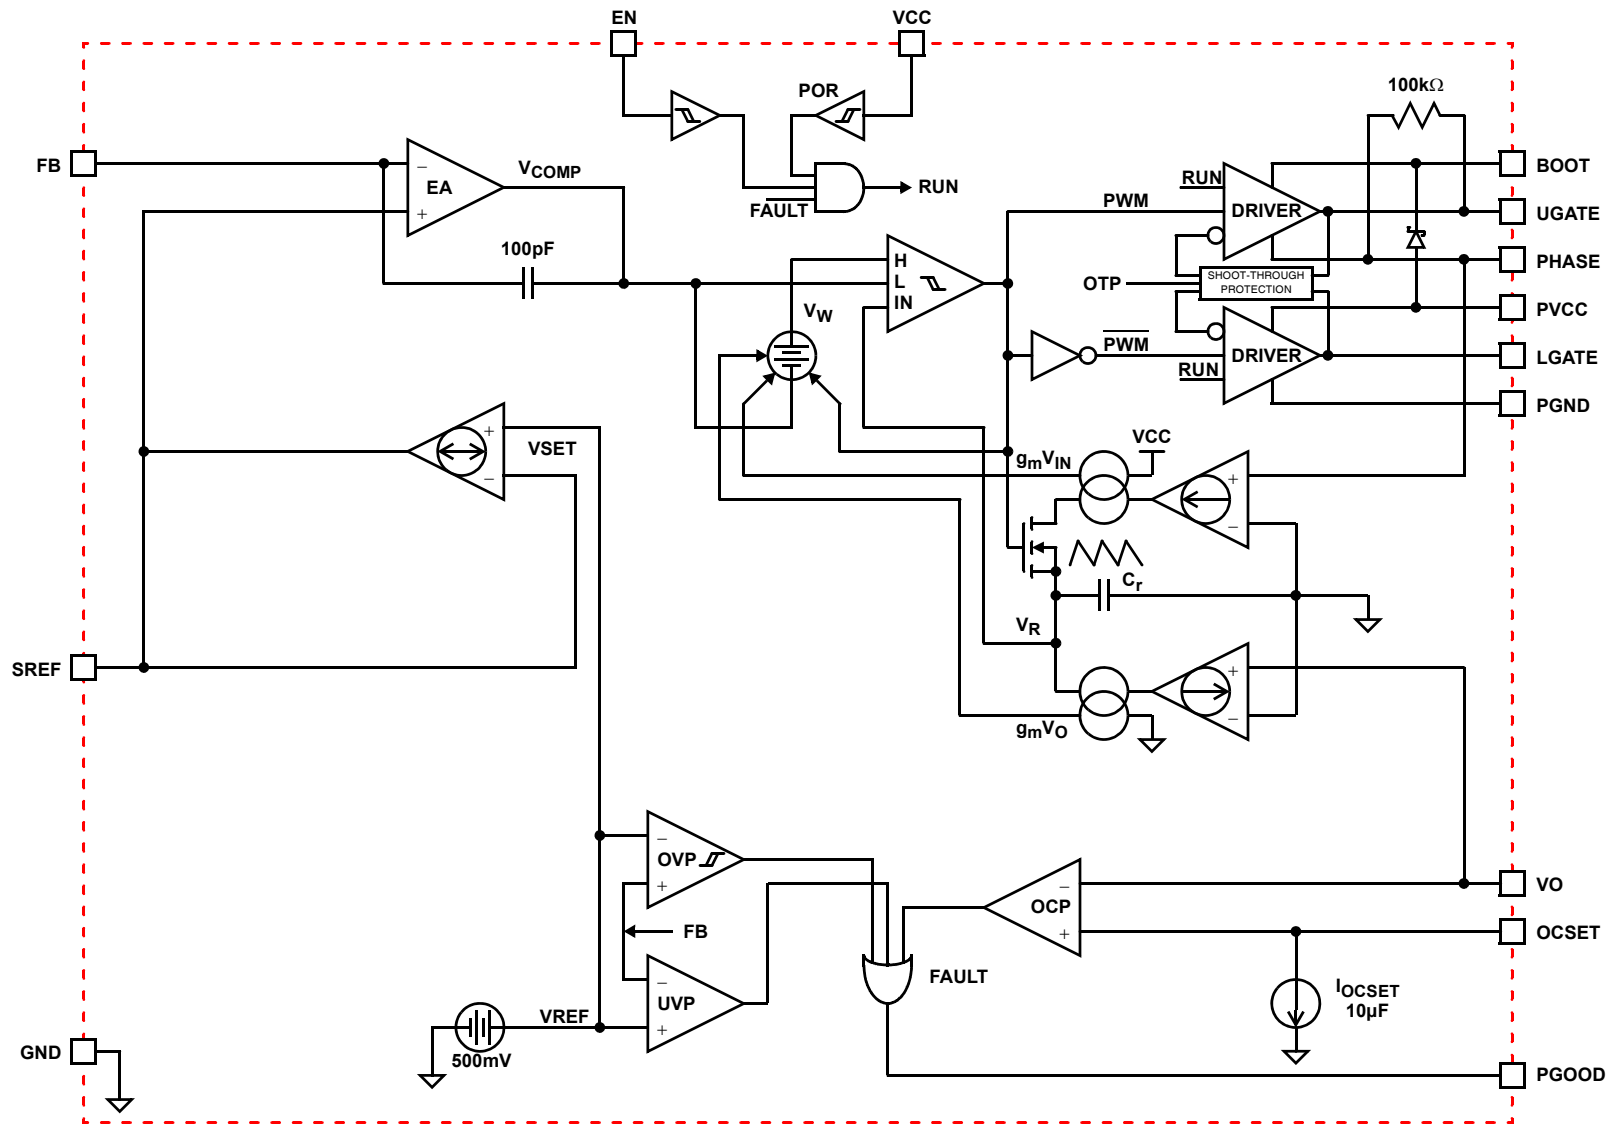 EN
VCC
POR
100kΩ
FB
−
EA
+
VCOMP
RUN
FAULT
100pF
H
L
IN
VW
PWM
RUN
DRIVER
OTP
SHOOT-THROUGH
PROTECTION
PWM
DRIVER
RUN
BOOT
UGATE
PHASE
PVCC
LGATE
PGND
+
−
VSET
gmVIN
VCC
+
−
Cr
VR
SREF
+
−
gmVO
−
OVP
+
FB
−
UVP
+
VREF
500mV
FAULT
−
OCP
+
VO
OCSET
IOCSET
10µF
GND
PGOOD